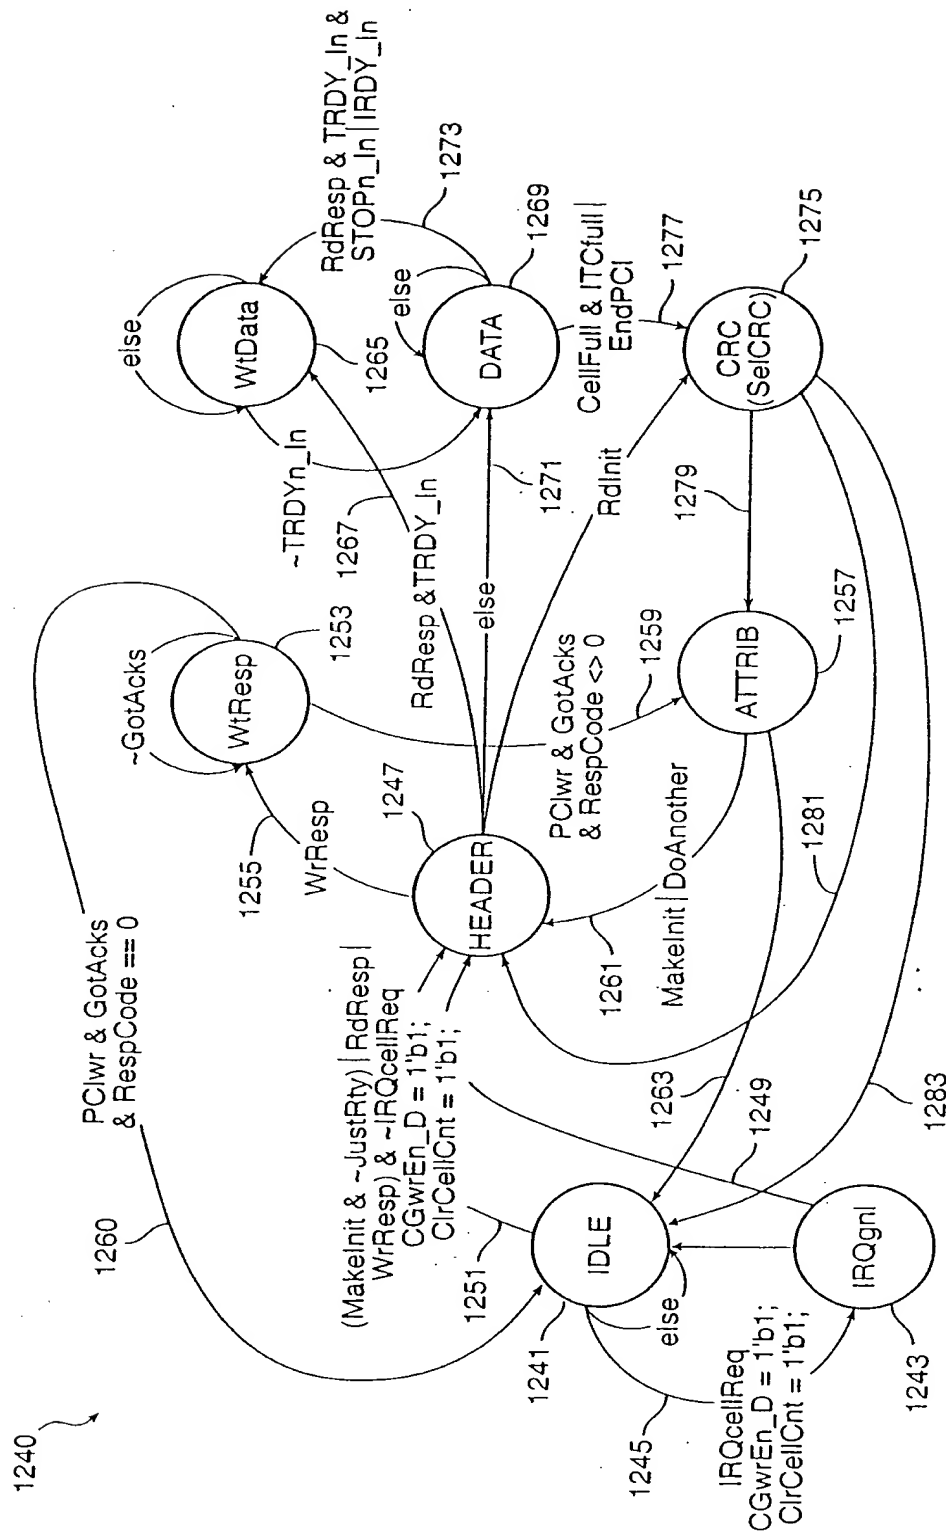 1240
1260
PCIwr & GotAcks
& RespCode == 0
~GotAcks
WtResp
1253
1255
WrResp
else
WtData
1265
~TRDYn_In
1267
RdResp & TRDY_In &
STOPn_In | IRDY_In
1273
RdResp &TRDY_In
else
DATA
1269
1271
else
1247
HEADER
(MakeInit & ~JustRty) | RdResp |
WrResp) & ~IRQcellReq
CGwrEn_D = 1'b1;
ClrCellCnt = 1'b1;
1251
1241
IDLE
else
1245
IRQcellReq
CGwrEn_D = 1'b1;
ClrCellCnt = 1'b1;
IRQgnl
1243
1249
1263
1261
MakeInit | DoAnother
PCIwr & GotAcks
& RespCode <> 0
1259
ATTRIB
1257
RdInit
1279
CellFull & ITCfull |
EndPCI
1277
CRC
(SelCRC)
1275
1281
1283